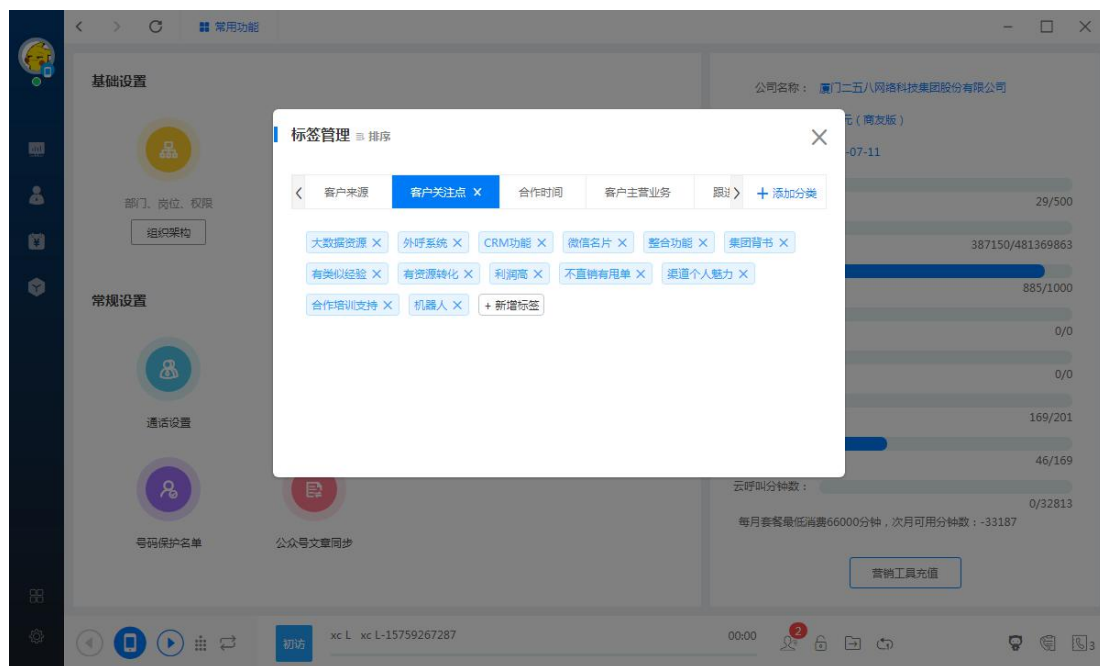 常用功能
基础设置
部门、岗位、权限
组织架构
常规设置
通话设置
号码保护名单
公众号文章同步
标签管理 排序
客户来源 客户关注点 合作时间 客户主营业务 跟进 + 添加分类
大数据资源 外呼系统 CRM功能 微信名片 整合功能 集团背书
有类似经验 有资源转化 利润高 不直销有甩单 渠道个人魅力
合作培训支持 机器人 + 新增标签
公司名称： 厦门二五八网络科技集团股份有限公司
元 ( 商友版 )
-07-11
29/500
387150/481369863
885/1000
0/0
0/0
169/201
46/169
云呼叫分钟数：
0/32813
每月套餐最低消费66000分钟，次月可用分钟数：-33187
营销工具充值
初访 xc L xc L-15759267287 00:00 2 3